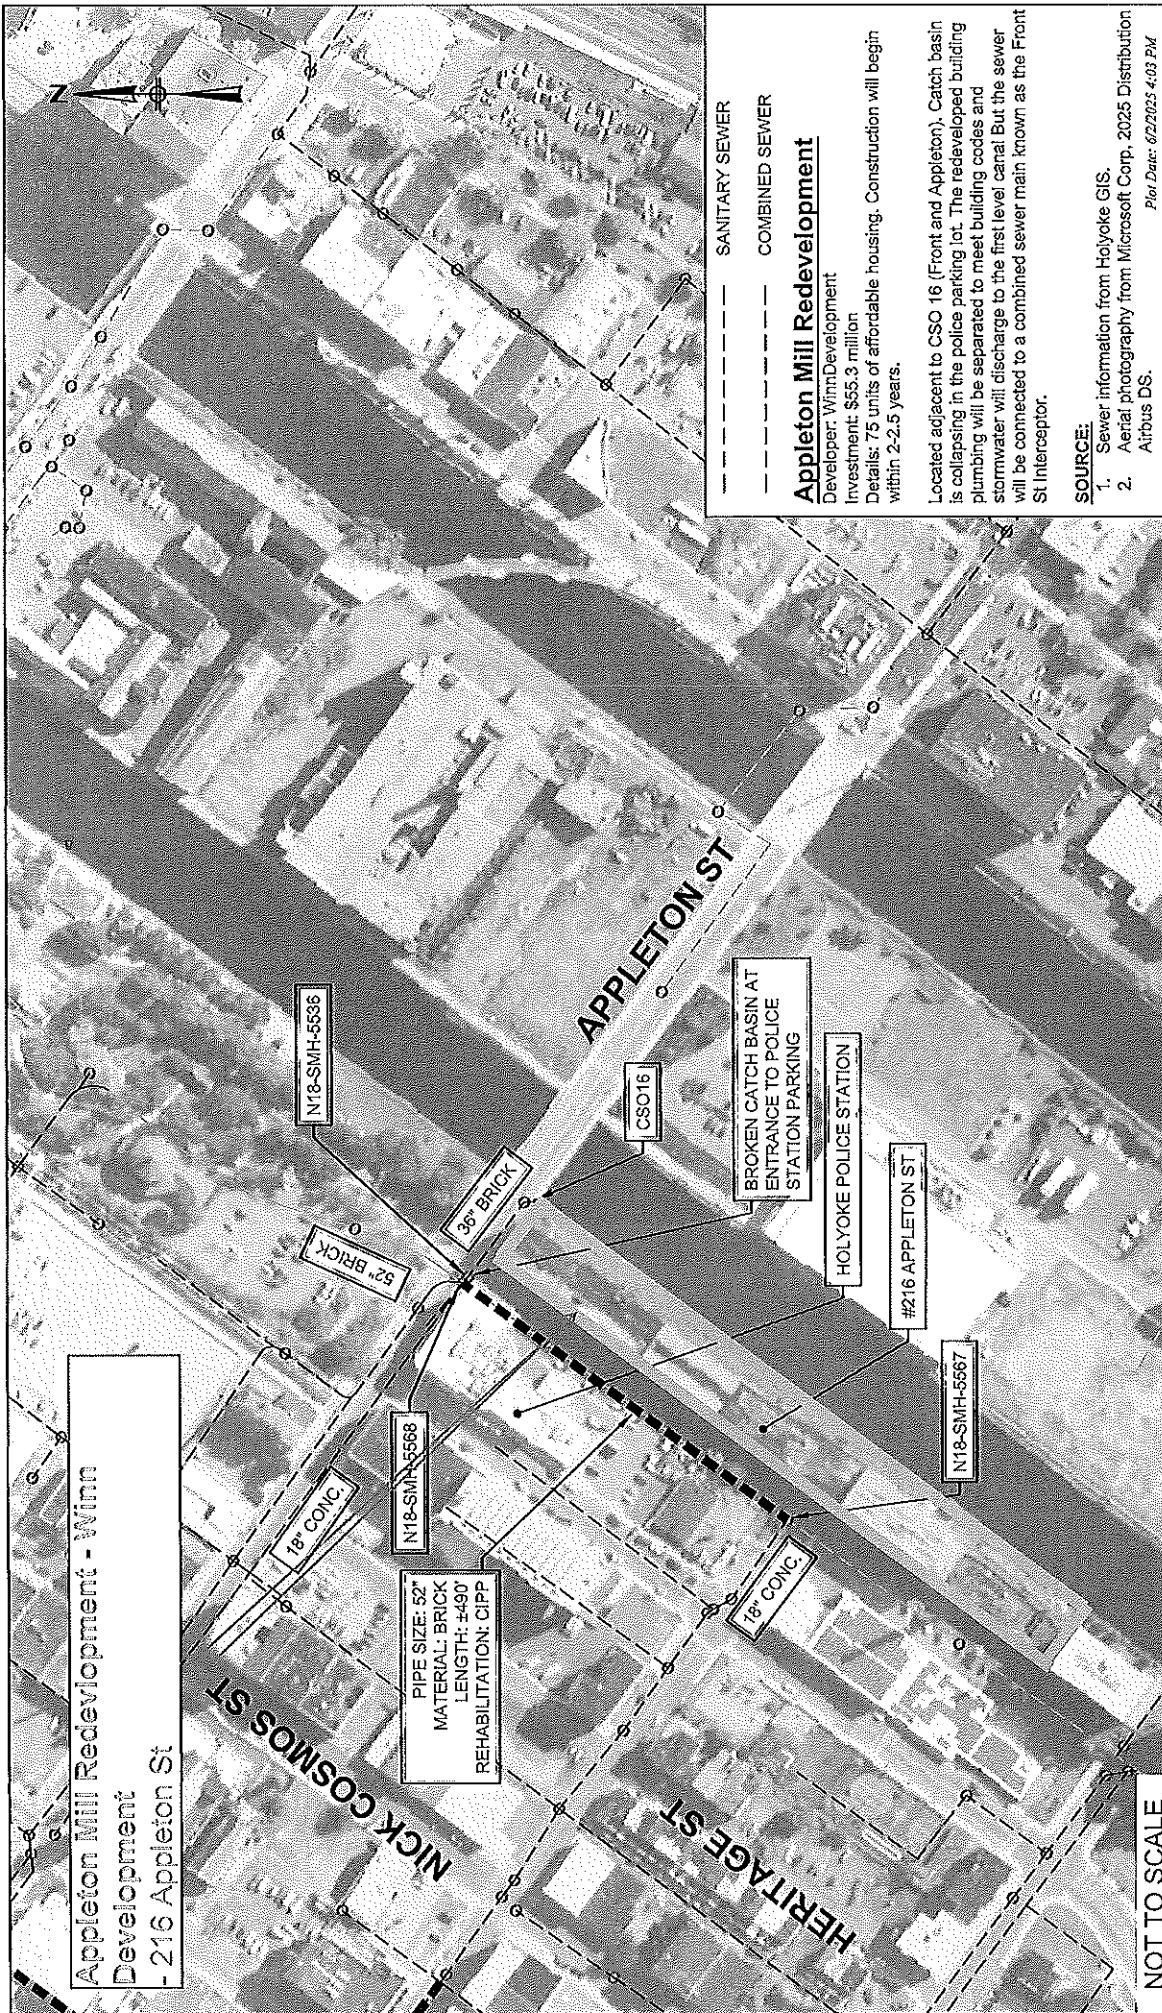 Appleton Mill Redevlopment - Winn
Development
- 216 Appleton St
N
N18-SMH-5536
52" BRICK
36" BRICK
CSO16
18" CONC.
N18-SMH-5568
PIPE SIZE: 52"
MATERIAL: BRICK
LENGTH: ±490'
REHABILITATION: CIPP
BROKEN CATCH BASIN AT
ENTRANCE TO POLICE
STATION PARKING
HOLYOKE POLICE STATION
#216 APPLETON ST
N18-SMH-5567
18" CONC.
APPLETON ST
NICK COSMOS ST
HERITAGE ST
NOT TO SCALE
SANITARY SEWER
COMBINED SEWER
Appleton Mill Redevelopment
Developer: WinnDevelopment
Investment: $55.3 million
Details: 75 units of affordable housing. Construction will begin
within 2-2.5 years.
Located adjacent to CSO 16 (Front and Appleton). Catch basin
is collapsing in the police parking lot. The redeveloped building
plumbing will be separated to meet building codes and
stormwater will discharge to the first level canal But the sewer
will be connected to a combined sewer main known as the Front
St Interceptor.
SOURCE:
1. Sewer information from Holyoke GIS.
2. Aerial photography from Microsoft Corp, 2025 Distribution
Airbus DS.
Plot Date: 6/2/2025 4:03 PM